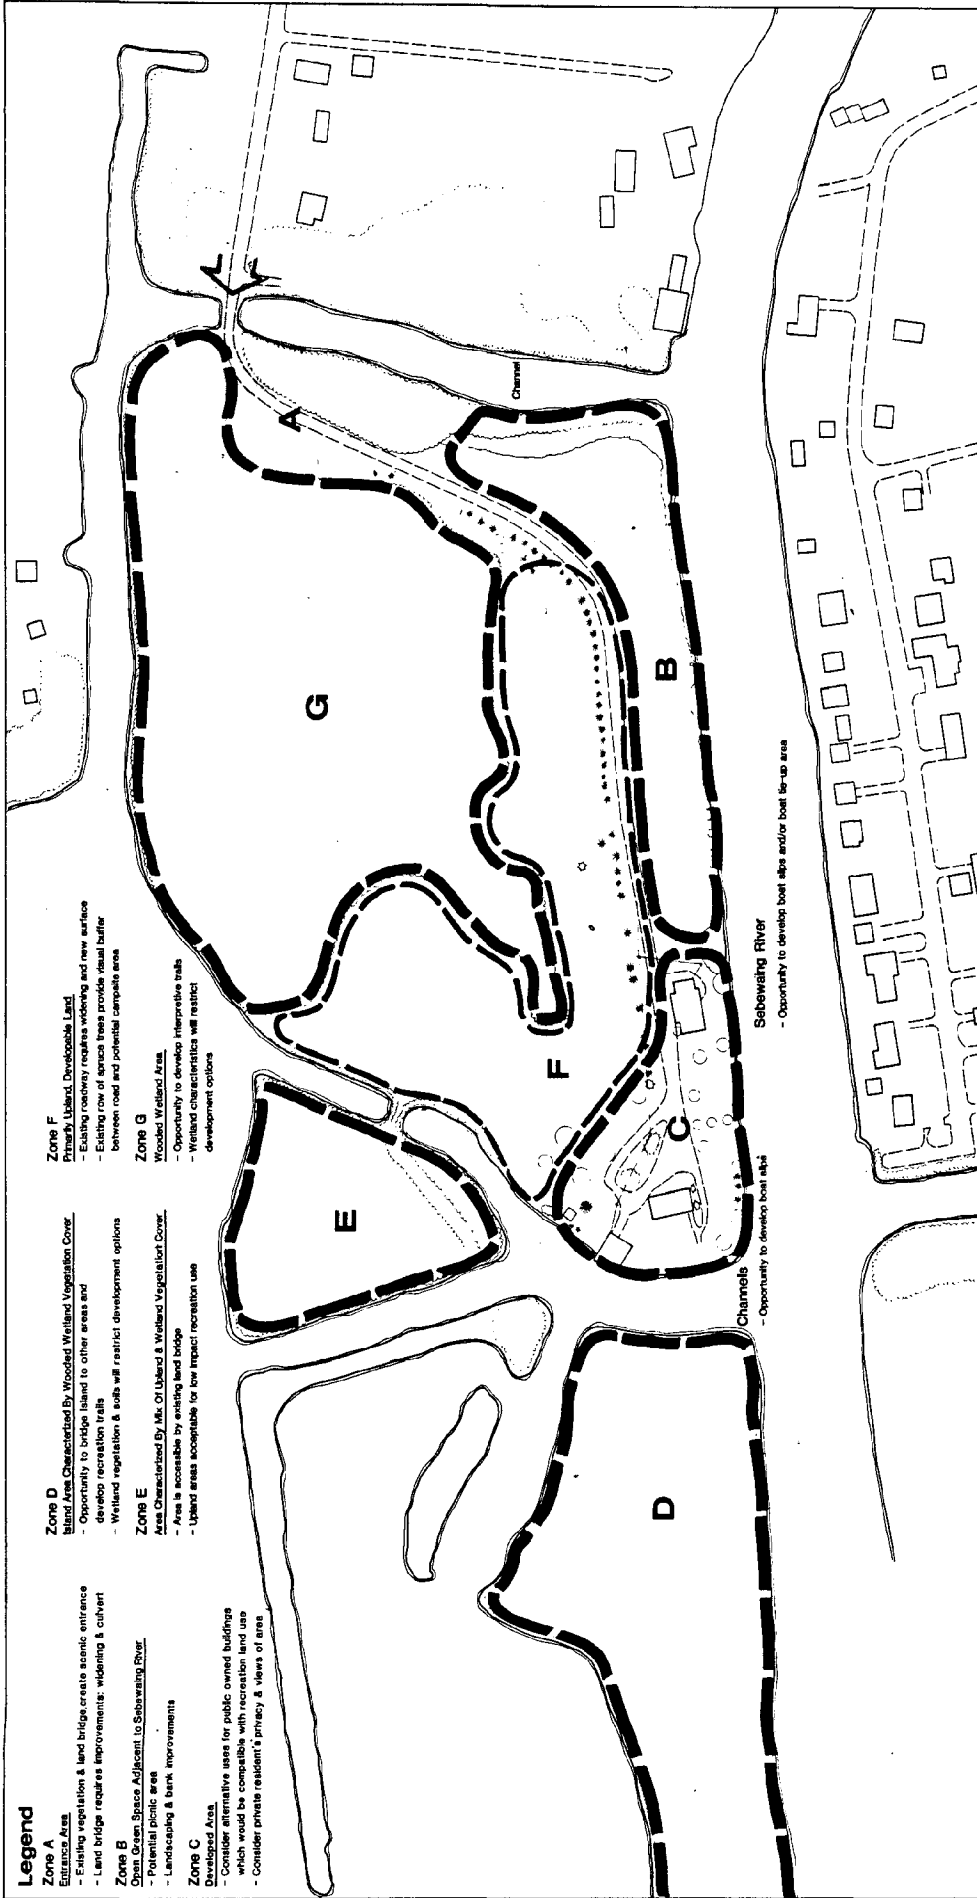 Legend
Zone A
Entrance Area
- Existing vegetation & land bridge create scenic entrance
- Land bridge requires improvements: widening & culvert
Zone B
Open Green Space Adjacent to Sebewaing River
- Potential picnic area
- Landscaping & bank improvements
Zone C
Developed Area
- Consider alternative uses for public owned buildings
which would be compatible with recreation land use
- Consider private resident's privacy & views of area
Zone D
Island Area Characterized By Wooded Wetland Vegetation Cover
- Opportunity to bridge island to other areas and
develop recreation trails
- Wetland vegetation & soils will restrict development options
Zone E
Area Characterized By Mix Of Upland & Wetland Vegetation Cover
- Area is accessible by existing land bridge
- Upland areas acceptable for low impact recreation use
Zone F
Primarily Upland, Developable Land
- Existing roadway requires widening and new surface
- Existing row of spruce trees provide visual buffer
between road and potential campsite area
Zone G
Wooded Wetland Area
- Opportunity to develop interpretive trails
- Wetland characteristics will restrict
development options
E
G
A
Channel
F
B
C
D
Channels
- Opportunity to develop boat slips
Sebewaing River
- Opportunity to develop boat slips and/or boat tie-up area